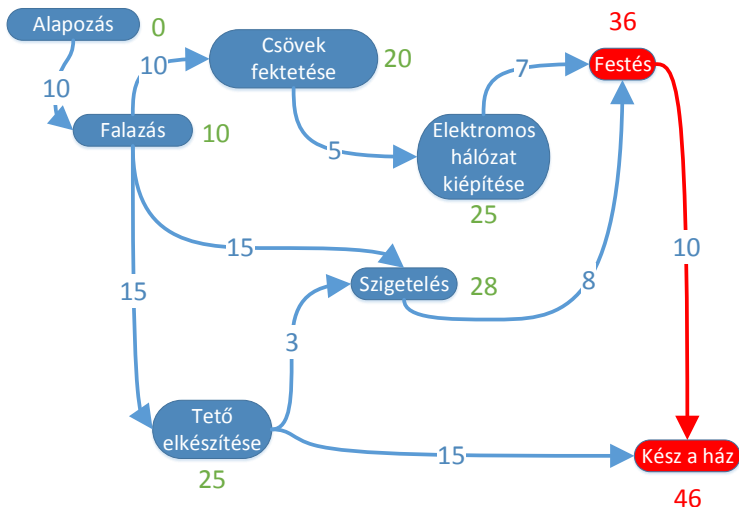 Alapozás
0
36
10
10
Csövek
fektetése
20
7
Festés
Falazás
10
5
Elektromos
hálózat
kiépítése
25
15
10
15
Szigetelés
28
8
3
Tető
elkészítése
25
15
Kész a ház
46